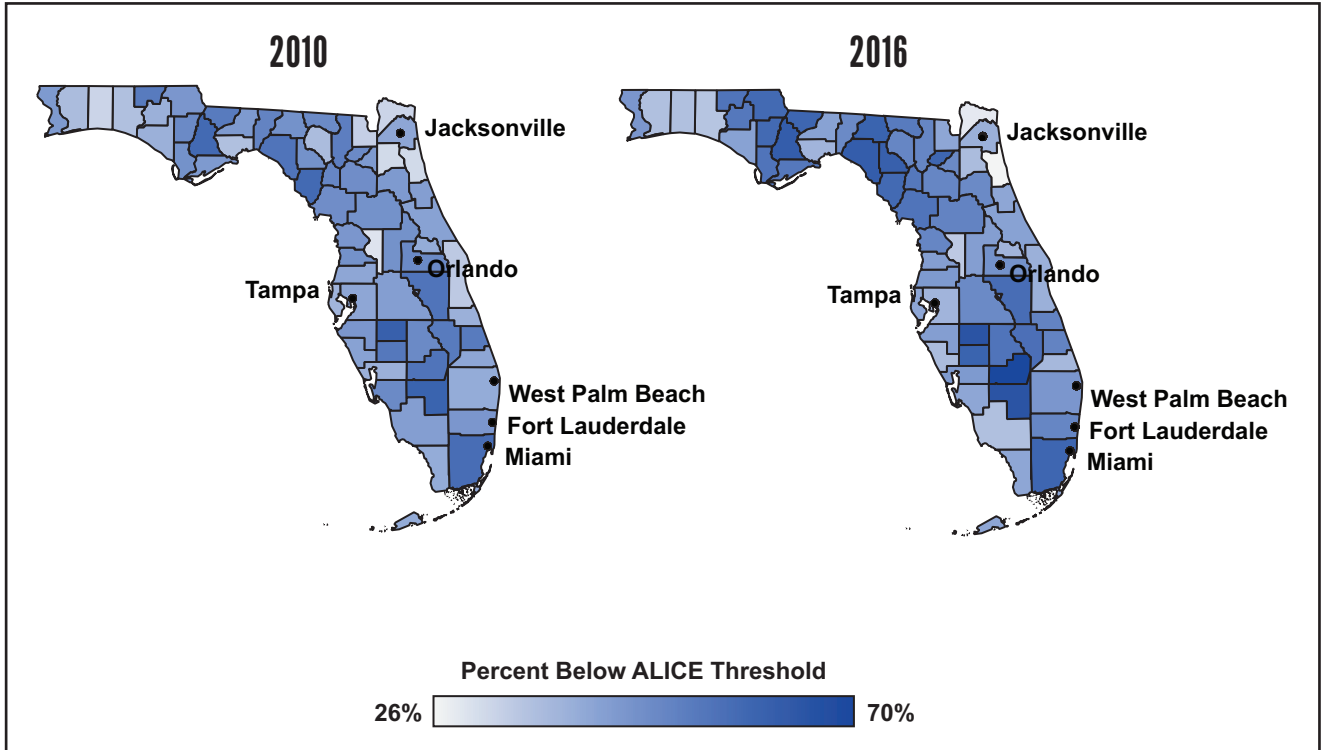 2010
2016
Jacksonville
Orlando
Tampa
West Palm Beach
Fort Lauderdale
Miami
Jacksonville
Orlando
Tampa
West Palm Beach
Fort Lauderdale
Miami
Percent Below ALICE Threshold
26% 70%